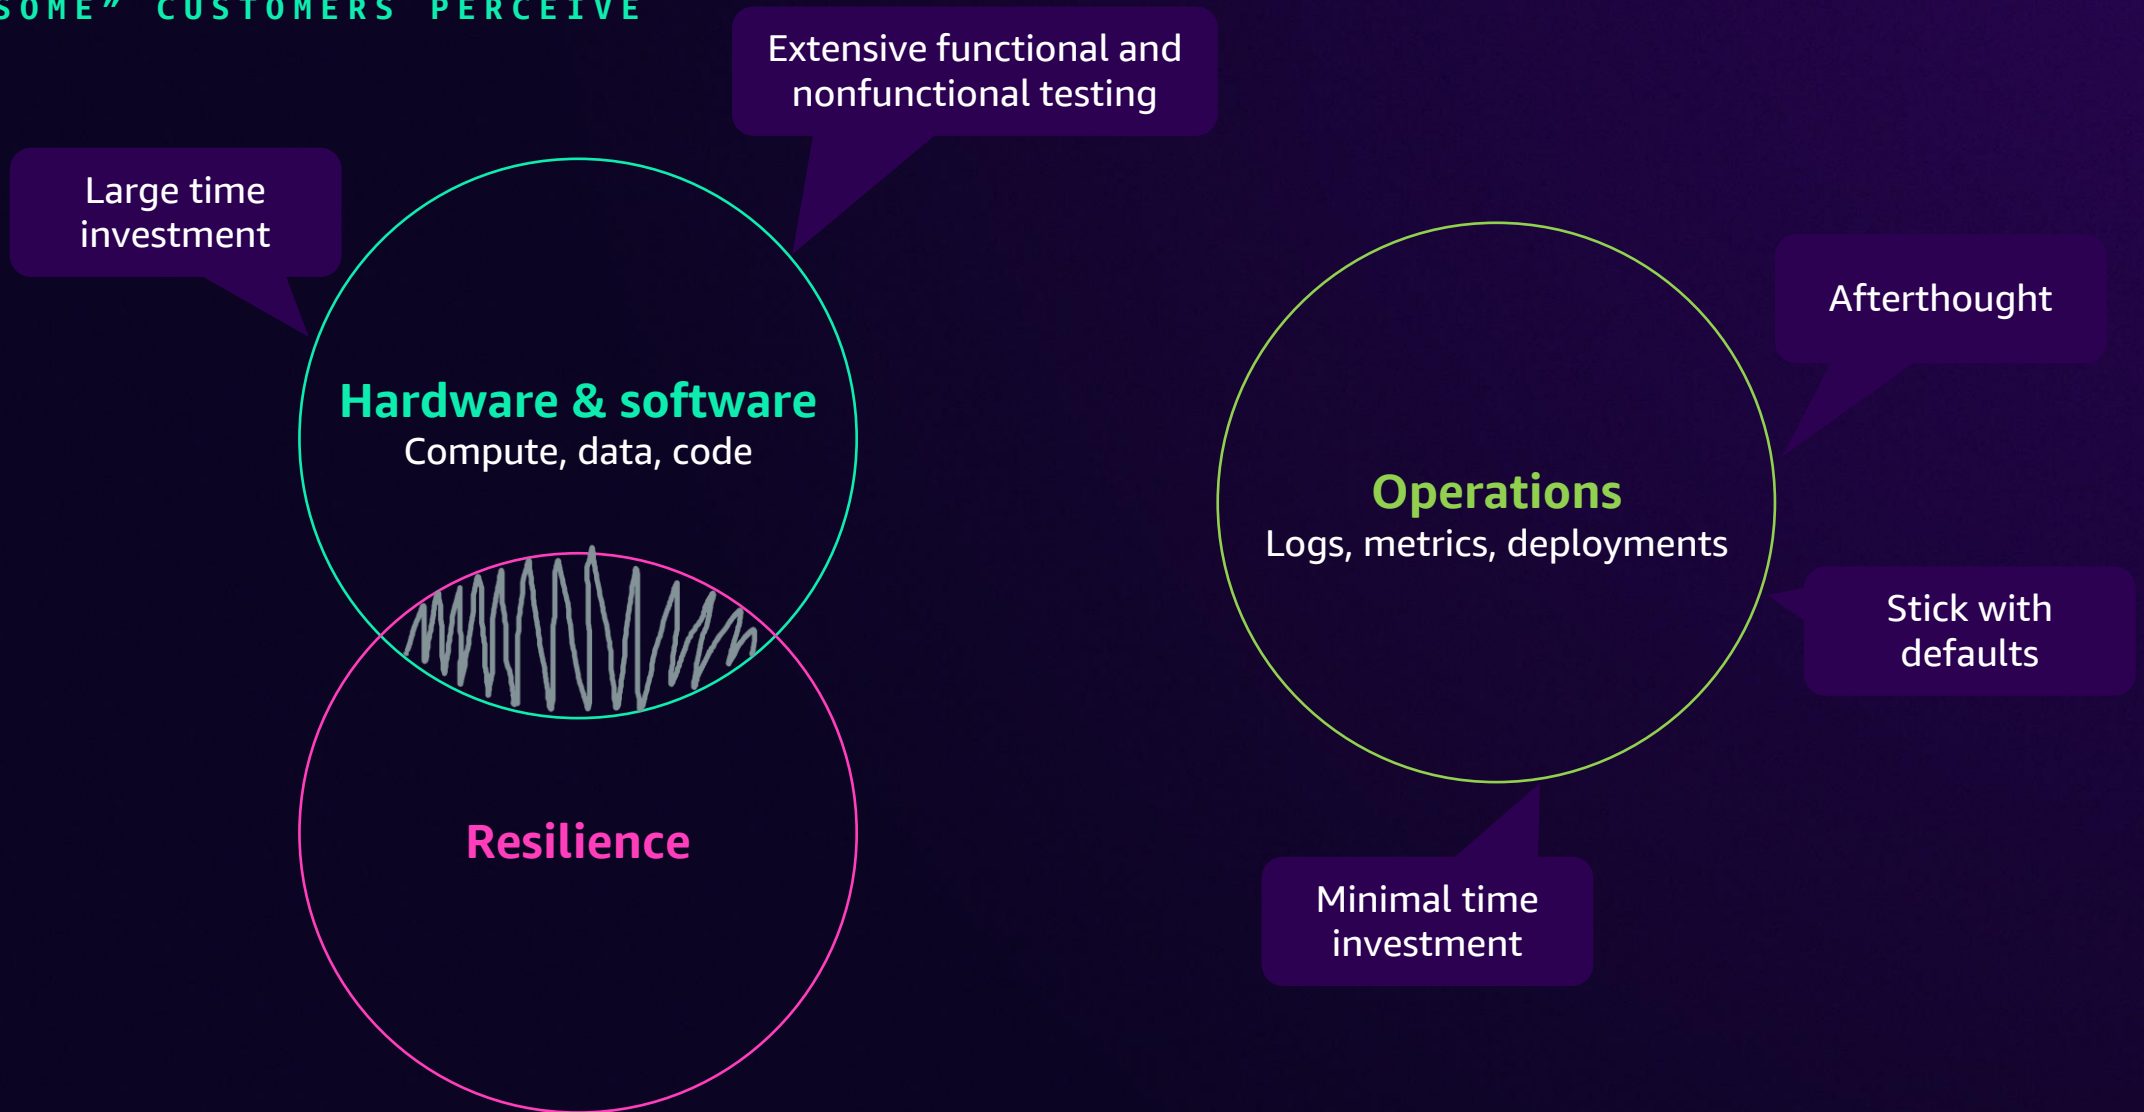 SOME” CUSTOMERS PERCEIVE
Extensive functional and
nonfunctional testing
Large time
investment
Hardware & software
Compute, data, code
Resilience
Afterthought
Operations
Logs, metrics, deployments
Stick with
defaults
Minimal time
investment